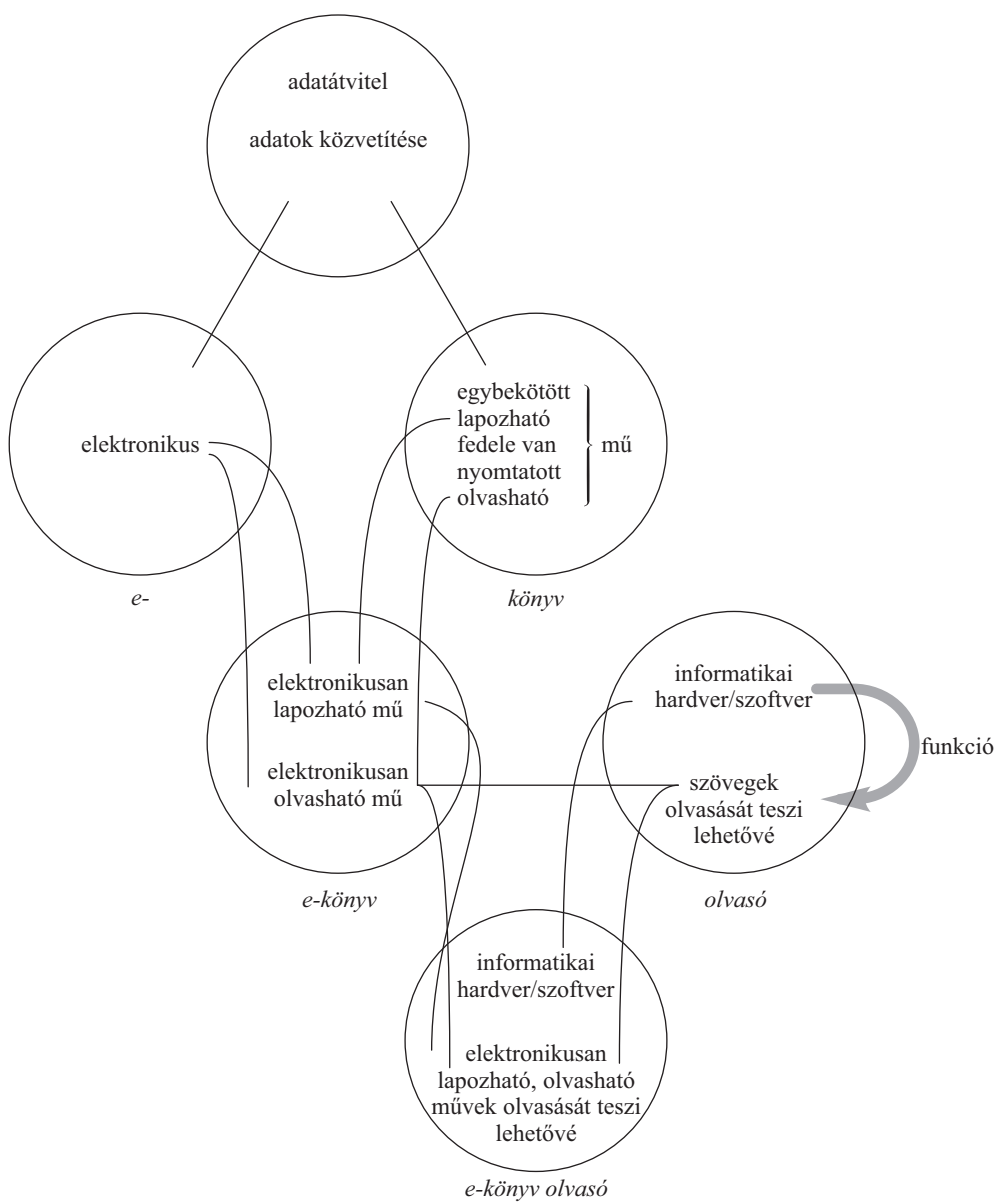 adatátvitel
adatok közvetítése
elektronikus
e-
egybekötött
lapozható
fedele van
nyomtatott
olvasható
mű
könyv
elektronikusan
lapozható mű
elektronikusan
olvasható mű
e-könyv
informatikai
hardver/szoftver
funkció
szövegek
olvasását teszi
lehetővé
olvasó
informatikai
hardver/szoftver
elektronikusan
lapozható, olvasható
művek olvasását teszi
lehetővé
e-könyv olvasó